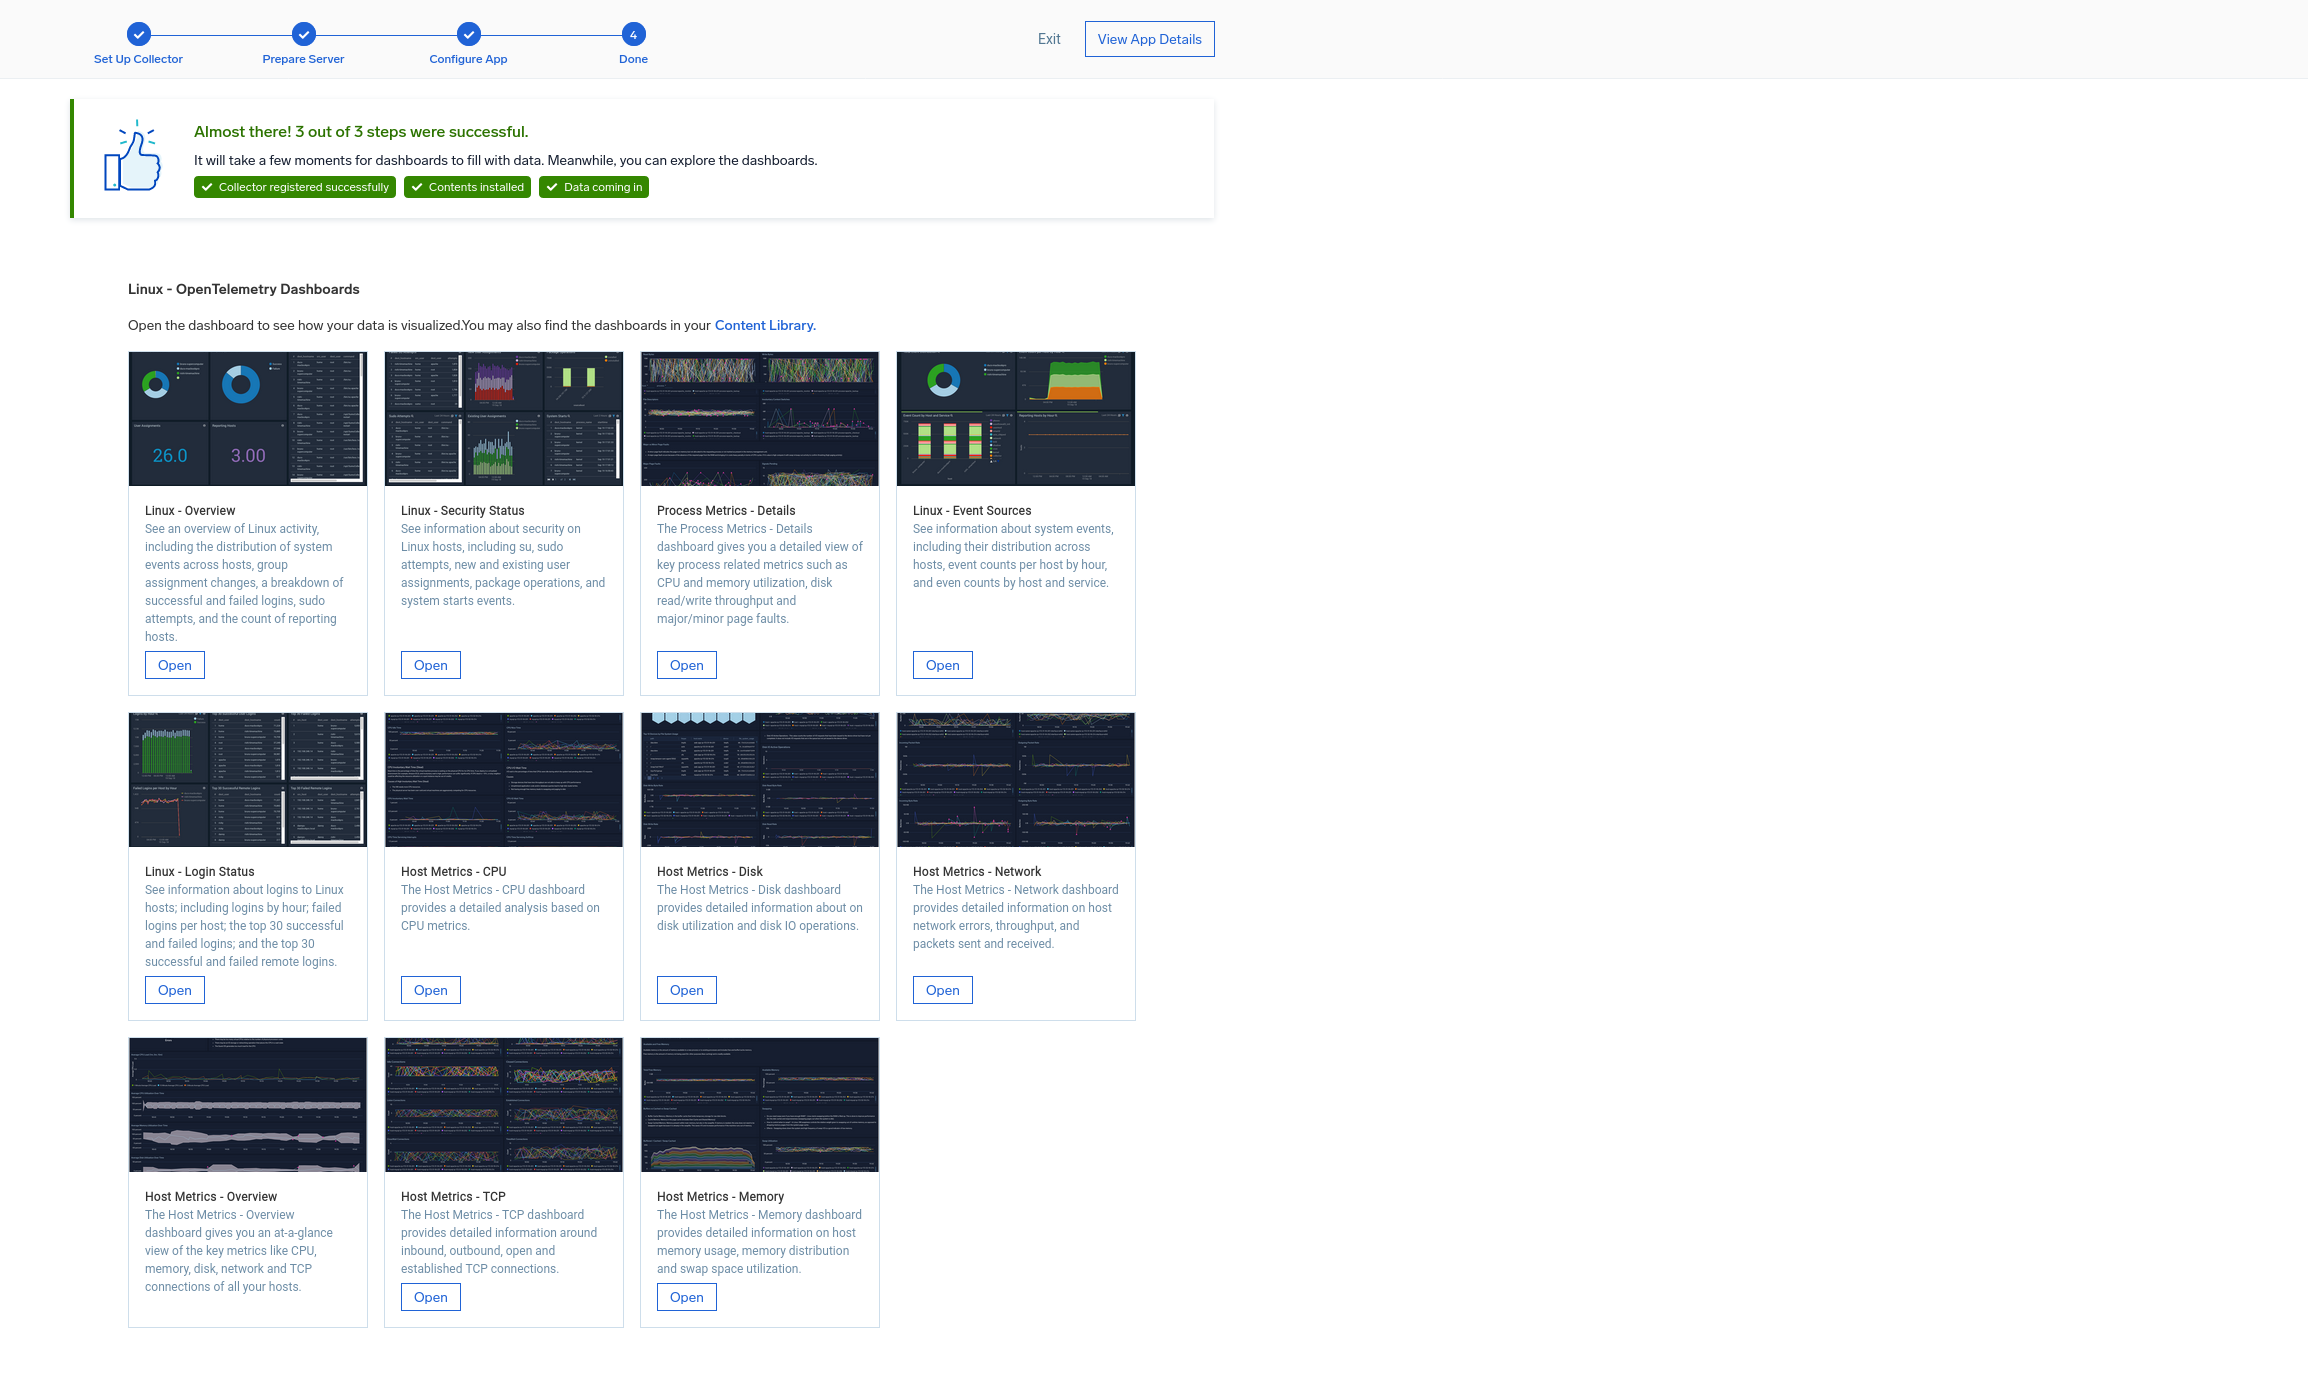 4
Set Up Collector
Prepare Server
Configure App
Done
Exit
View App Details
Almost there! 3 out of 3 steps were successful.
It will take a few moments for dashboards to fill with data. Meanwhile, you can explore the dashboards.
Collector registered successfully
Contents installed
Data coming in
Linux - OpenTelemetry Dashboards
Open the dashboard to see how your data is visualized.You may also find the dashboards in your Content Library.
26.0
3.00
Linux - Overview
See an overview of Linux activity,
including the distribution of system
events across hosts, group
assignment changes, a breakdown of
successful and failed logins, sudo
attempts, and the count of reporting
hosts.
Open
Linux - Security Status
See information about security on
Linux hosts, including su, sudo
attempts, new and existing user
assignments, package operations, and
system starts events.
Open
Process Metrics - Details
The Process Metrics - Details
dashboard gives you a detailed view of
key process related metrics such as
CPU and memory utilization, disk
read/write throughput and
major/minor page faults.
Open
Linux - Event Sources
See information about system events,
including their distribution across
hosts, event counts per host by hour,
and even counts by host and service.
Open
Linux - Login Status
See information about logins to Linux
hosts; including logins by hour; failed
logins per host; the top 30 successful
and failed logins; and the top 30
successful and failed remote logins.
Open
Host Metrics - CPU
The Host Metrics - CPU dashboard
provides a detailed analysis based on
CPU metrics.
Open
Host Metrics - Disk
The Host Metrics - Disk dashboard
provides detailed information about on
disk utilization and disk IO operations.
Open
Host Metrics - Network
The Host Metrics - Network dashboard
provides detailed information on host
network errors, throughput, and
packets sent and received.
Open
Host Metrics - Overview
The Host Metrics - Overview
dashboard gives you an at-a-glance
view of the key metrics like CPU,
memory, disk, network and TCP
connections of all your hosts.
Host Metrics - TCP
The Host Metrics - TCP dashboard
provides detailed information around
inbound, outbound, open and
established TCP connections.
Open
Host Metrics - Memory
The Host Metrics - Memory dashboard
provides detailed information on host
memory usage, memory distribution
and swap space utilization.
Open